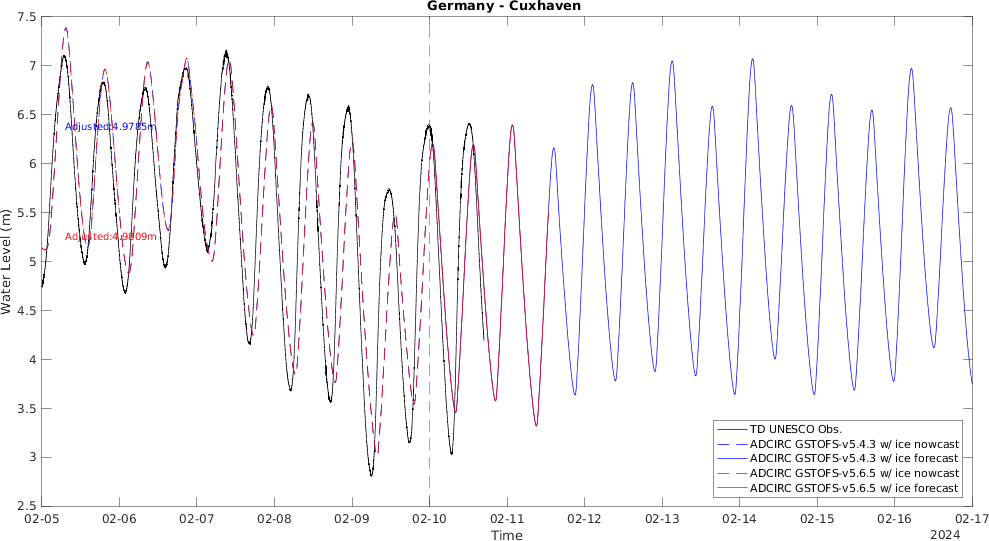 Germany - Cuxhaven
7.5
7
6.5
6
5.5
5
4.5
4
3.5
3
2.5
Water Level (m)
Adjusted:4.9785m
Adjusted:4.9809m
TD UNESCO Obs.
ADCIRC GSTOFS-v5.4.3 w/ ice nowcast
ADCIRC GSTOFS-v5.4.3 w/ ice forecast
ADCIRC GSTOFS-v5.6.5 w/ ice nowcast
ADCIRC GSTOFS-v5.6.5 w/ ice forecast
02-05 02-06 02-07 02-08 02-09 02-10 02-11 02-12 02-13 02-14 02-15 02-16 02-17
Time
2024